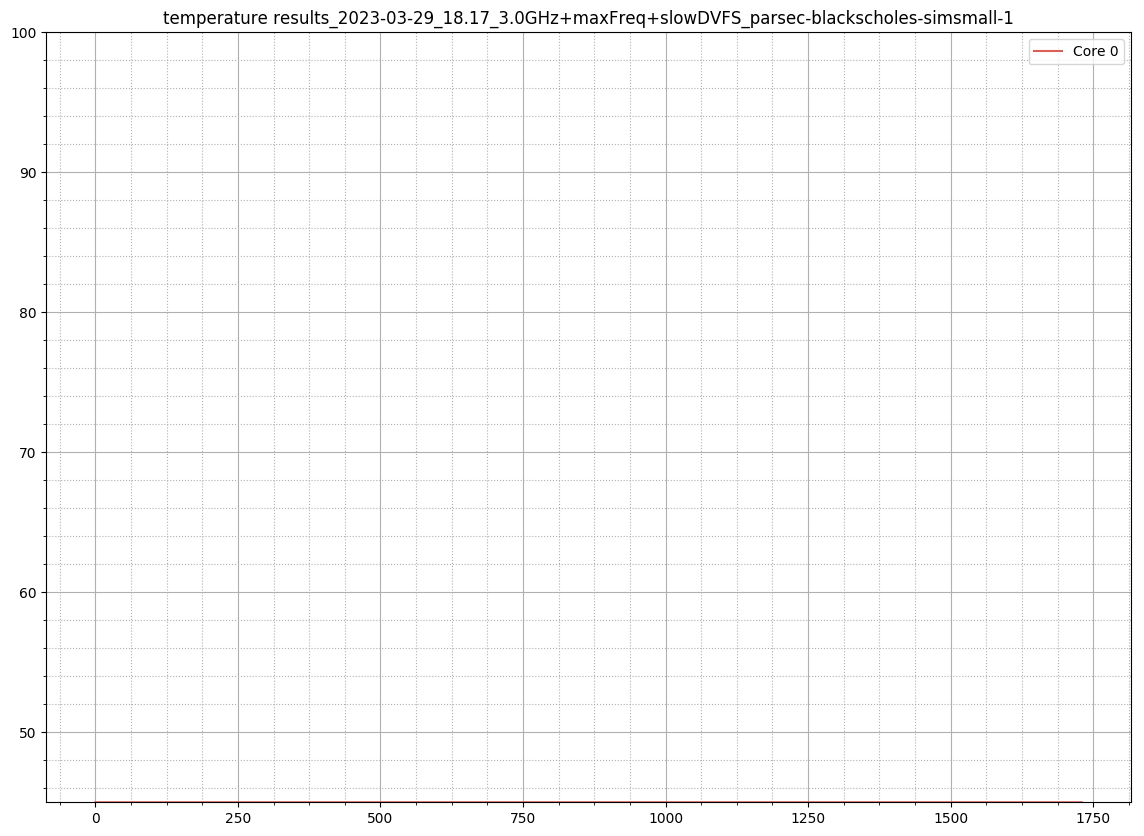 temperature results_2023-03-29_18.17_3.0GHz+maxFreq+slowDVFS_parsec-blackscholes-simsmall-1
Core 0
100
90
80
70
60
50
0 250 500 750 1000 1250 1500 1750